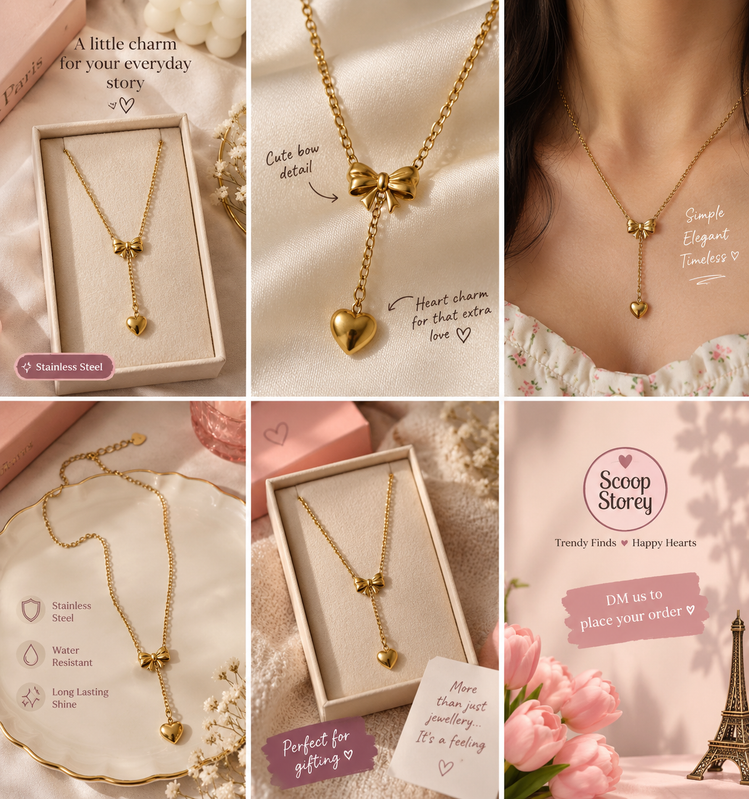 Paris
A little charm
for your everyday
story
Stainless Steel
Cute bow
detail
Heart charm
for that extra
love
Simple
Elegant
Timeless
Stainless
Steel
Water
Resistant
Long Lasting
Shine
More
than just
jewellery...
It's a feeling
Perfect for
gifting
Scoop
Storey
Trendy Finds
Happy Hearts
DM us to
place your order